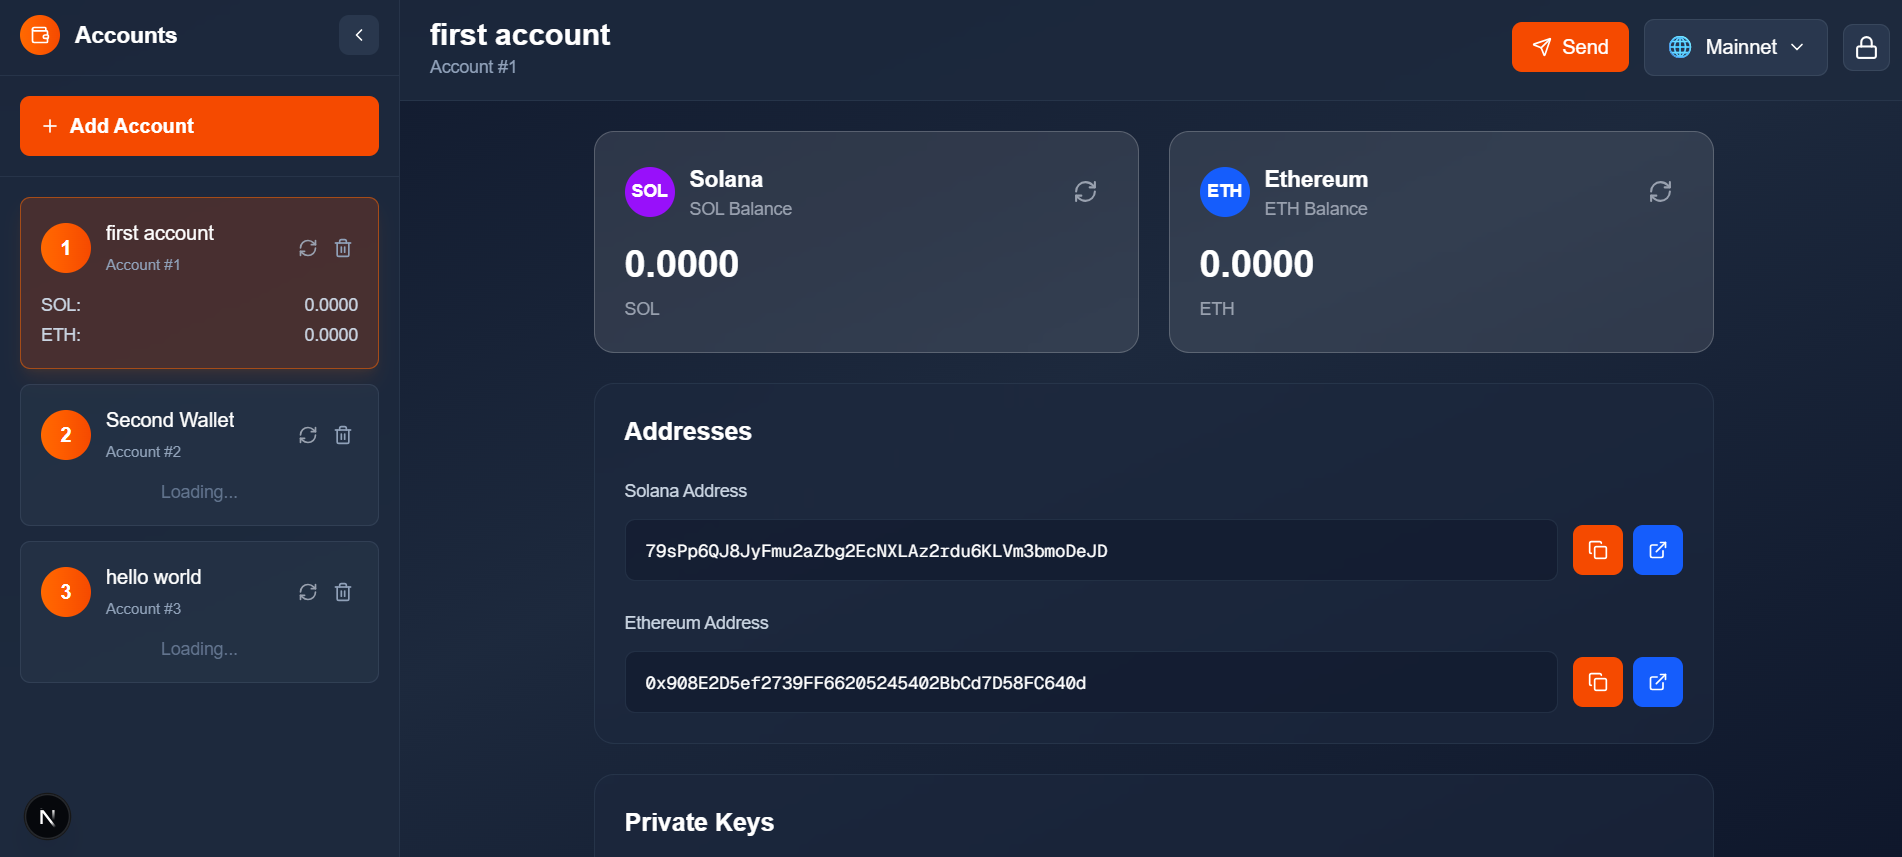 Accounts
+ Add Account
1
first account
Account #1
SOL: 0.0000
ETH: 0.0000
2
Second Wallet
Account #2
Loading...
3
hello world
Account #3
Loading...
N
first account
Account #1
Send
Mainnet
SOL
Solana
SOL Balance
0.0000
SOL
ETH
Ethereum
ETH Balance
0.0000
ETH
Addresses
Solana Address
79sPp6QJ8JyFmu2aZbg2EcNXLAz2rdu6KLVm3bmoDeJD
Ethereum Address
0x908E2D5ef2739FF66205245402BbCd7D58FC640d
Private Keys